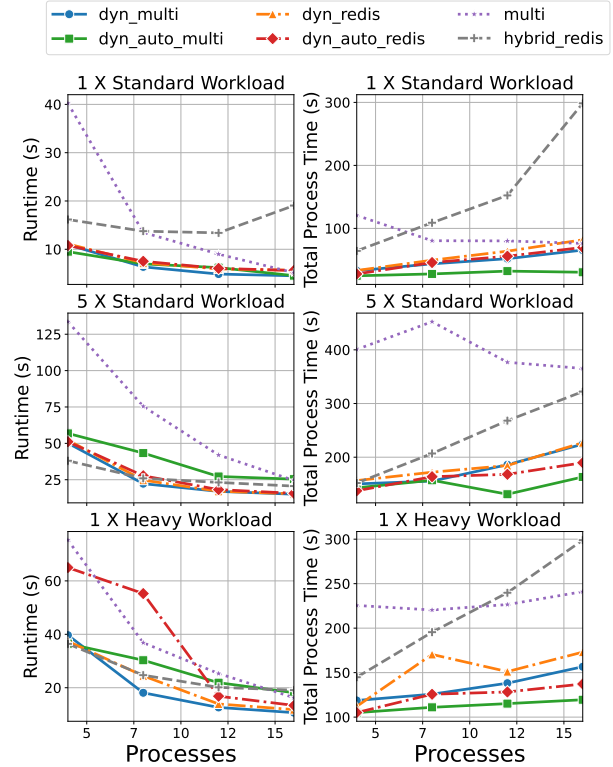 dyn_multi dyn_redis multi
dyn_auto_multi dyn_auto_redis hybrid_redis
1 X Standard Workload
Runtime (s)
40
30
20
10
1 X Standard Workload
Total Process Time (s)
300
200
100
5 X Standard Workload
Runtime (s)
125
100
75
50
25
5 X Standard Workload
Total Process Time (s)
400
300
200
1 X Heavy Workload
Runtime (s)
60
40
20
5 7 10 12 15
Processes
1 X Heavy Workload
Total Process Time (s)
300
250
200
150
100
5 7 10 12 15
Processes